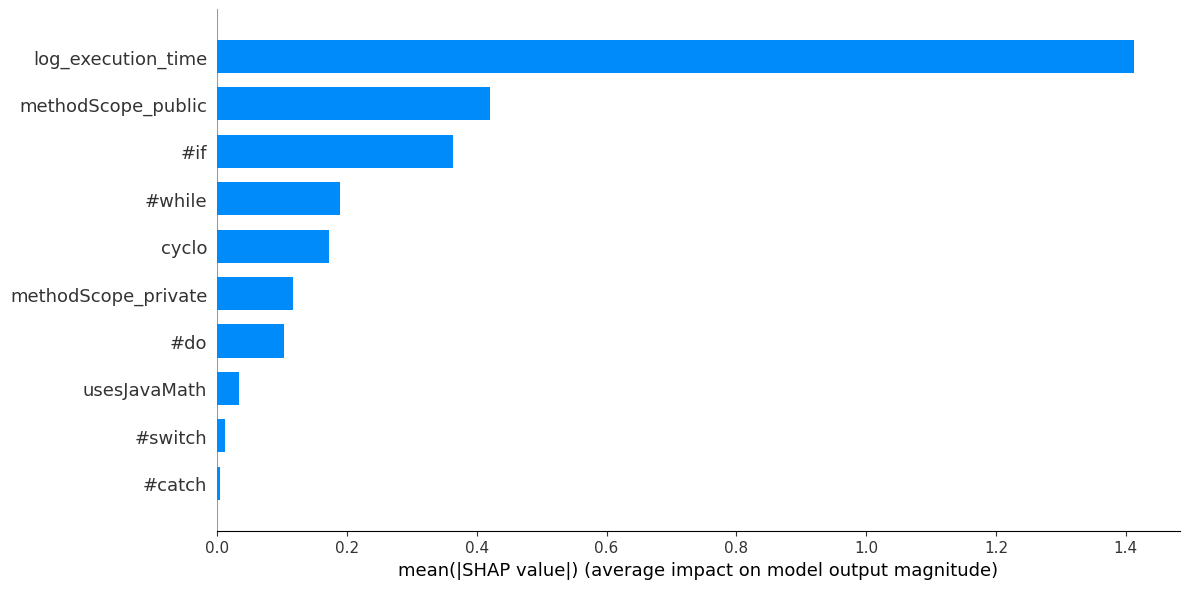 log_execution_time
methodScope_public
#if
#while
cyclo
methodScope_private
#do
usesJavaMath
#switch
#catch
0.0 0.2 0.4 0.6 0.8 1.0 1.2 1.4
mean(|SHAP value|) (average impact on model output magnitude)